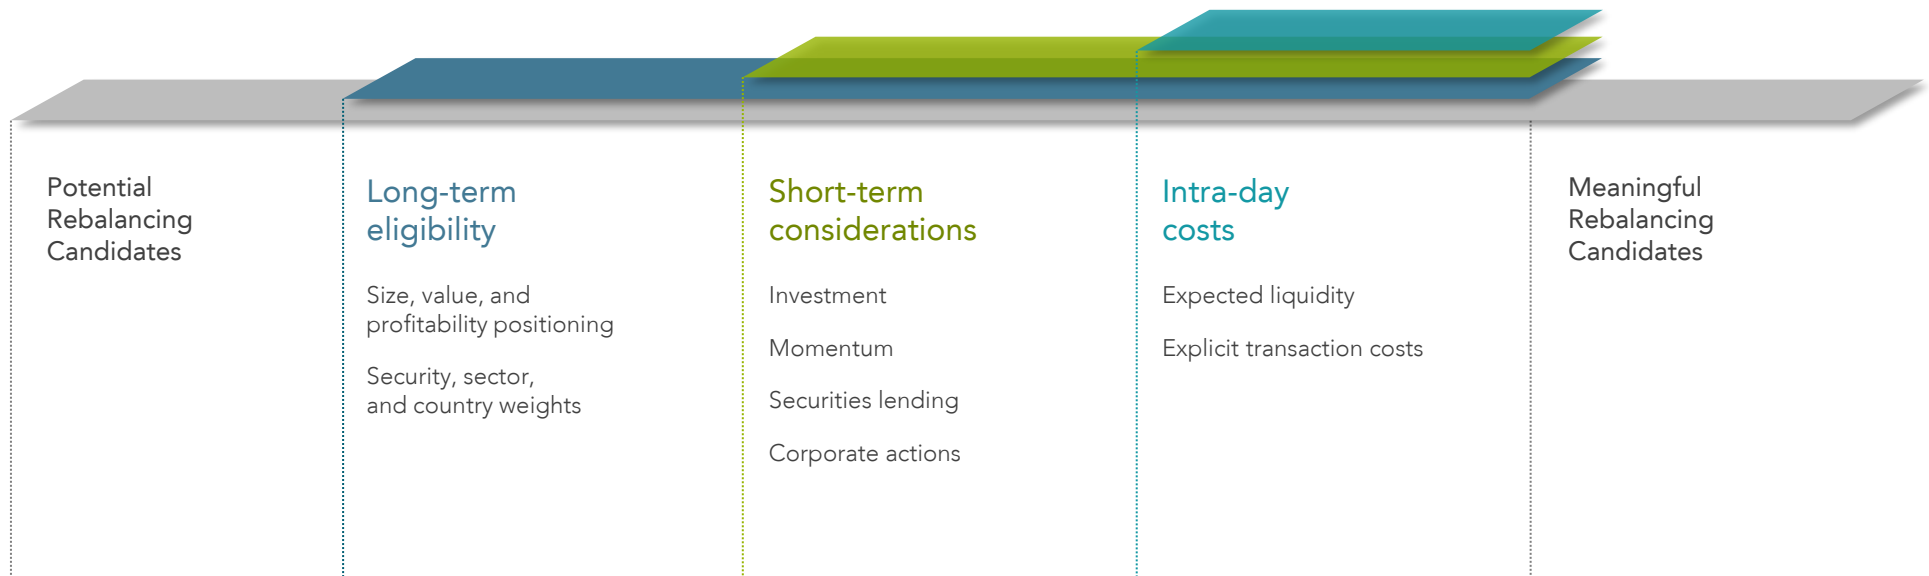 Potential
Rebalancing
Candidates
Long-term
eligibility
Size, value, and
profitability positioning
Security, sector,
and country weights
Short-term
considerations
Investment
Momentum
Securities lending
Corporate actions
Intra-day
costs
Expected liquidity
Explicit transaction costs
Meaningful
Rebalancing
Candidates